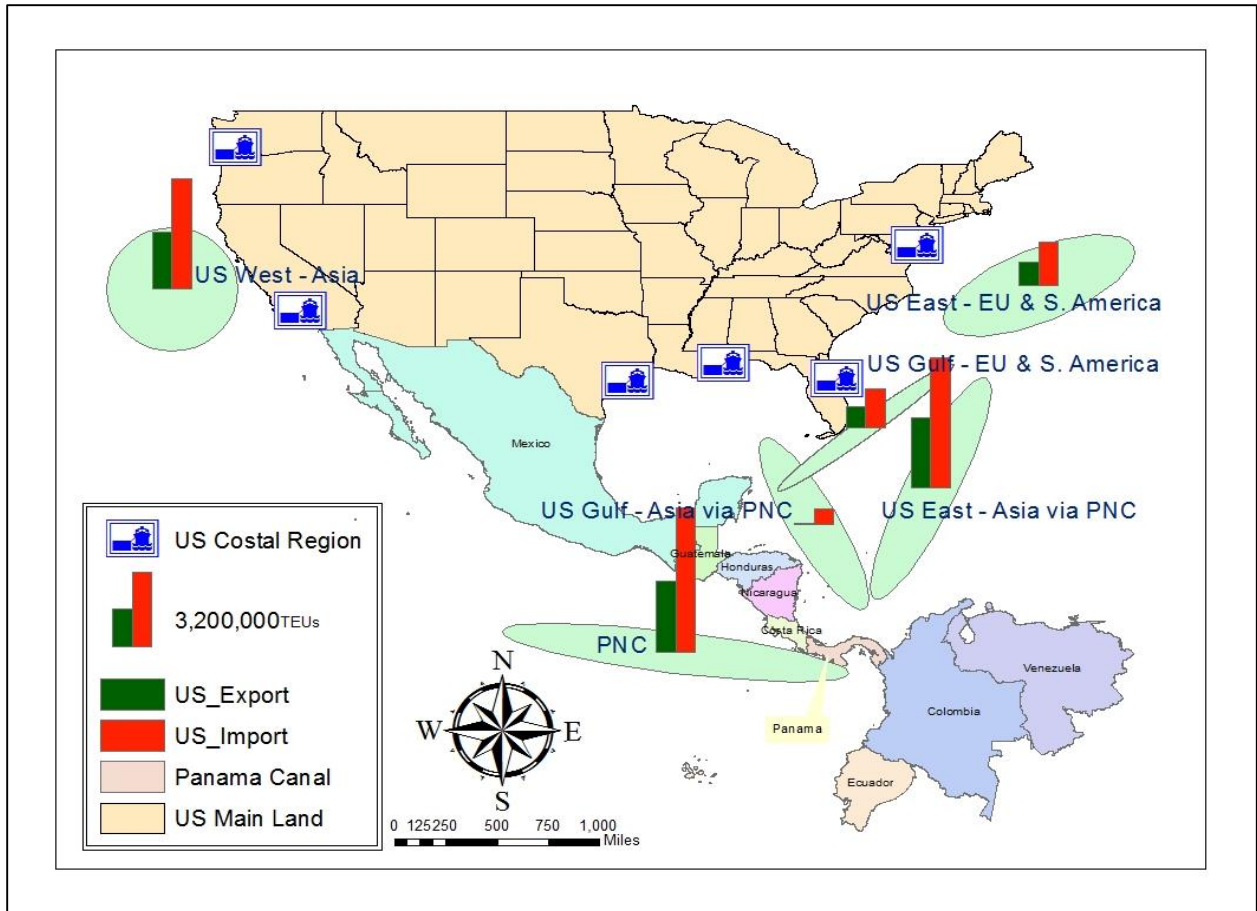 US West - Asia
US East - EU & S. America
US Gulf - EU & S. America
Mexico
US Gulf - Asia via PNC
US East - Asia via PNC
Guatemala
Honduras
Nicaragua
Costa Rica
PNC
Venezuela
Colombia
Panama
Ecuador
US Costal Region
3,200,000TEUs
US_Export
US_Import
Panama Canal
US Main Land
N
W
E
S
0 125250 500 750 1,000
Miles